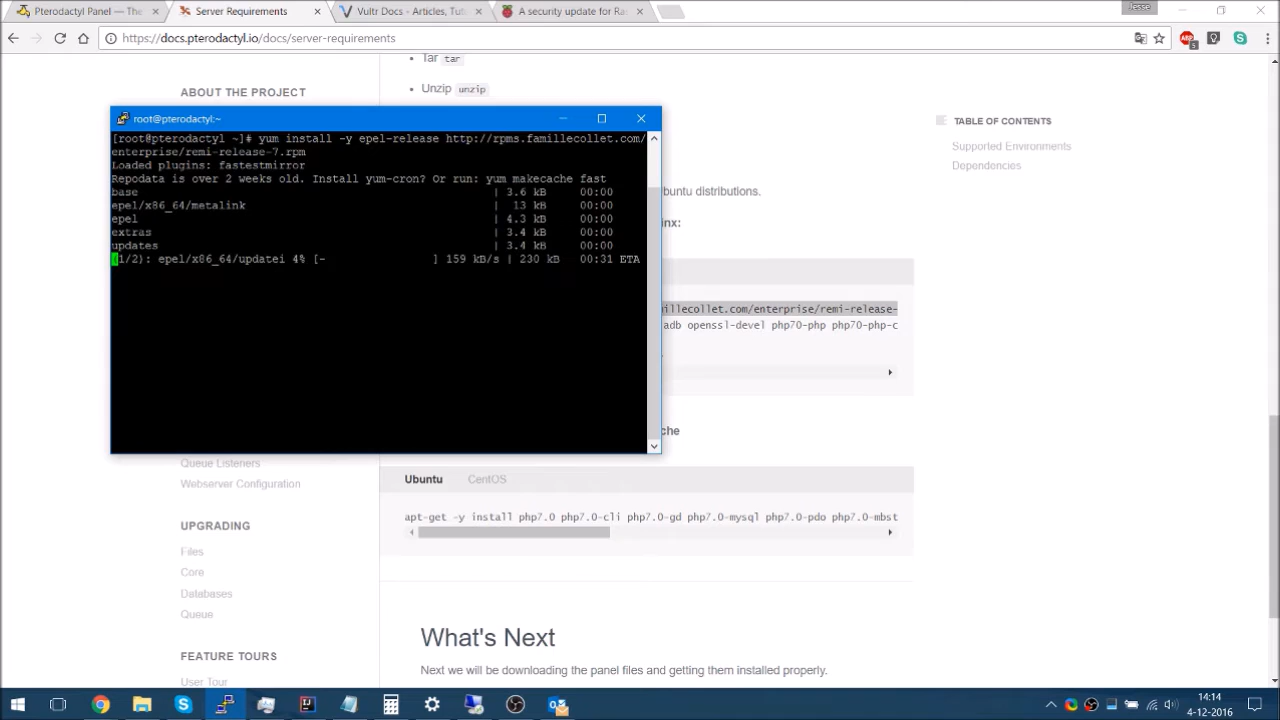 Pterodactyl Panel — The
Server Requirements
Vultr Docs - Articles, Tuto
A security update for Ra
Jesse
https://docs.pterodactyl.io/docs/server-requirements
Tar tar
ABOUT THE PROJECT
Unzip unzip
root@pterodactyl:~
[root@pterodactyl ~]# yum install -y epel-release http://rpms.famillecollet.com/
enterprise/remi-release-7.rpm
Loaded plugins: fastestmirror
Repodata is over 2 weeks old. Install yum-cron? Or run: yum makecache fast
base | 3.6 kB 00:00
epel/x86_64/metalink | 13 kB 00:00
epel | 4.3 kB 00:00
extras | 3.4 kB 00:00
updates | 3.4 kB 00:00
(1/2): epel/x86_64/updatei 4% [- ] 159 kB/s | 230 kB 00:31 ETA
TABLE OF CONTENTS
Supported Environments
Dependencies
buntu distributions.
inx:
illecollet.com/enterprise/remi-release-
adb openssl-devel php70-php php70-php-c
che
Queue Listeners
Webserver Configuration
UPGRADING
Files
Core
Databases
Queue
FEATURE TOURS
User Tour
Ubuntu CentOS
apt-get -y install php7.0 php7.0-cli php7.0-gd php7.0-mysql php7.0-pdo php7.0-mbst
What's Next
Next we will be downloading the panel files and getting them installed properly.
14:14
4-12-2016